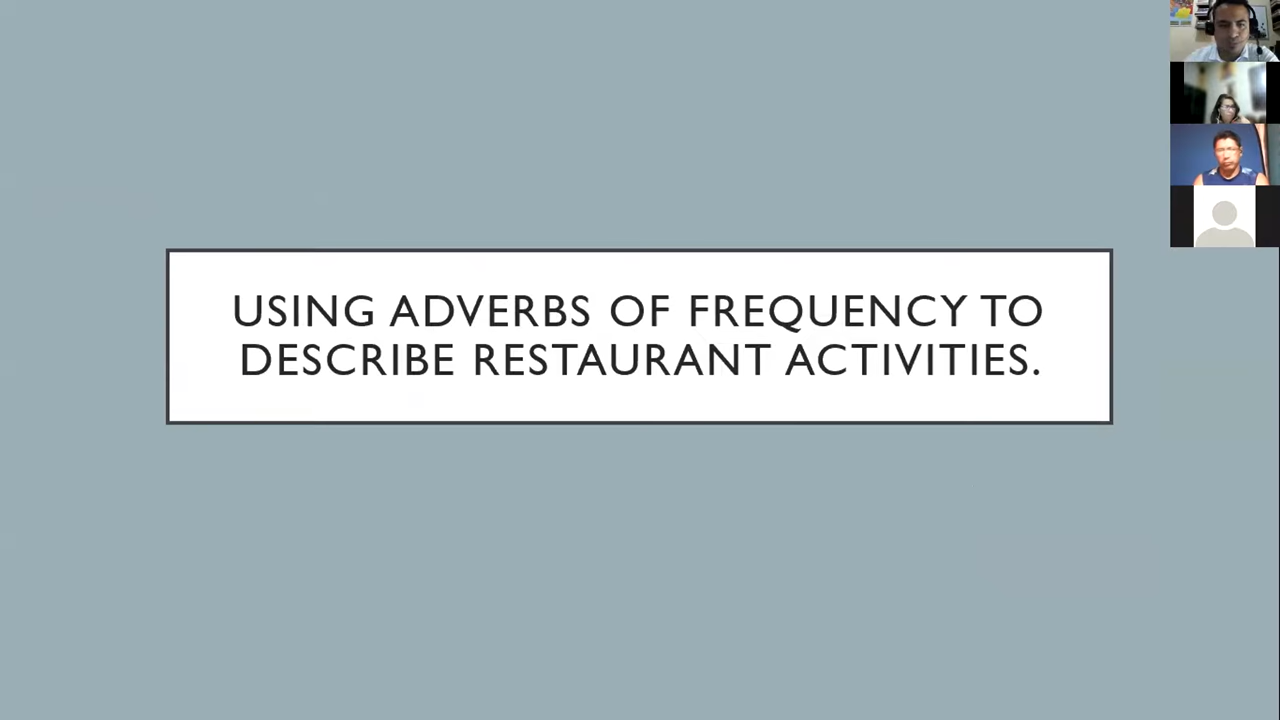 USING ADVERBS OF FREQUENCY TO
DESCRIBE RESTAURANT ACTIVITIES.